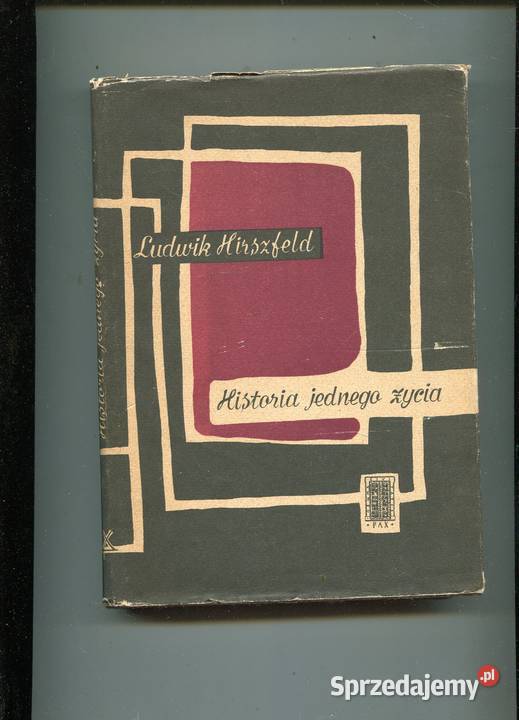 Ludwik Hirszfeld
Historia jednego życia
Historia jednego życia
PAX
Sprzedajemy.pl